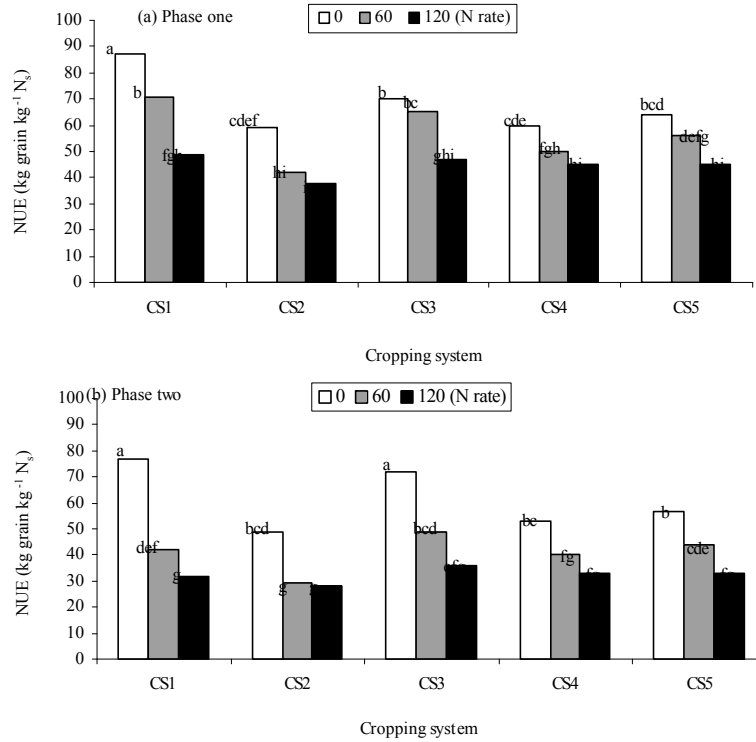 (a) Phase one
0 60 120 (N rate)
NUE (kg grain kg⁻¹ Nₛ)
100
90
80
70
60
50
40
30
20
10
0
a b fgh
cdef hi
b bc ghi
cde fgh hi
bcd defg hi
CS1 CS2 CS3 CS4 CS5
Cropping system
(b) Phase two
0 60 120 (N rate)
NUE (kg grain kg⁻¹ Nₛ)
100
90
80
70
60
50
40
30
20
10
0
a def g
bcd g
a bcd
bc fg
b cde
CS1 CS2 CS3 CS4 CS5
Cropping system